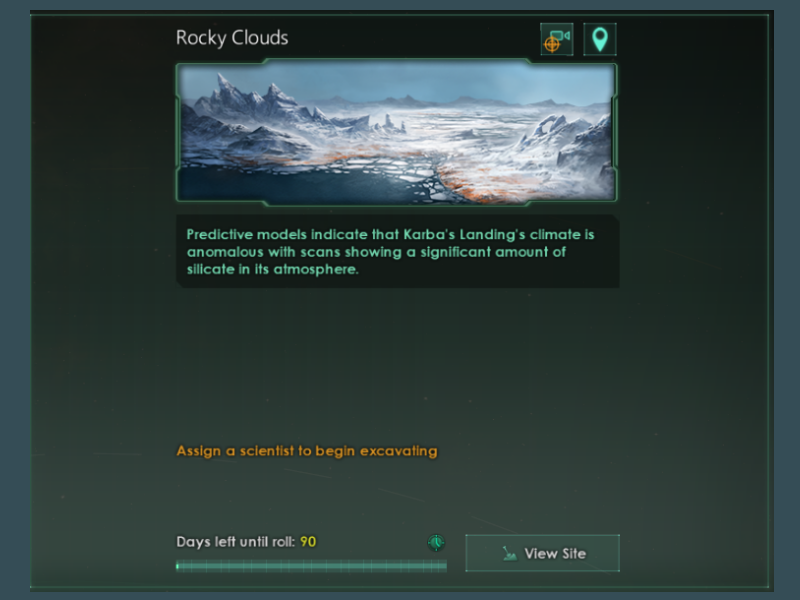 Rocky Clouds
Predictive models indicate that Karba's Landing's climate is
anomalous with scans showing a significant amount of
silicate in its atmosphere.
Assign a scientist to begin excavating
Days left until roll: 90
View Site